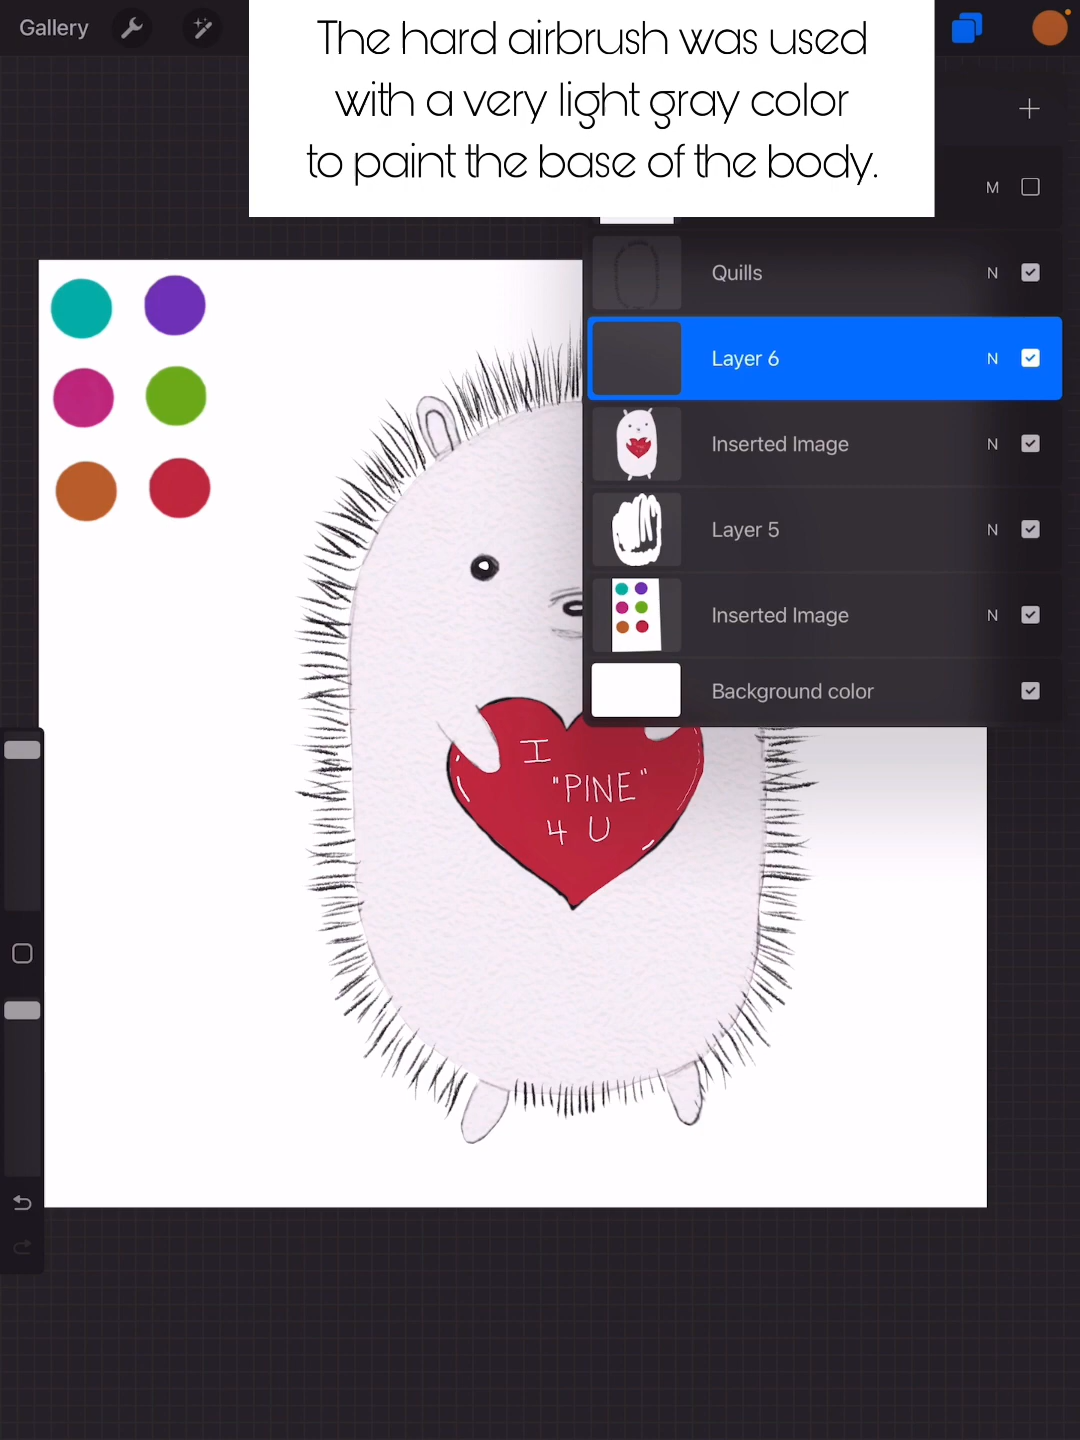 Gallery
The hard airbrush was used
with a very light gray color
to paint the base of the body.
M
Quills N
Layer 6 N
Inserted Image N
Layer 5 N
Inserted Image N
Background color
I
"PINE"
4 U